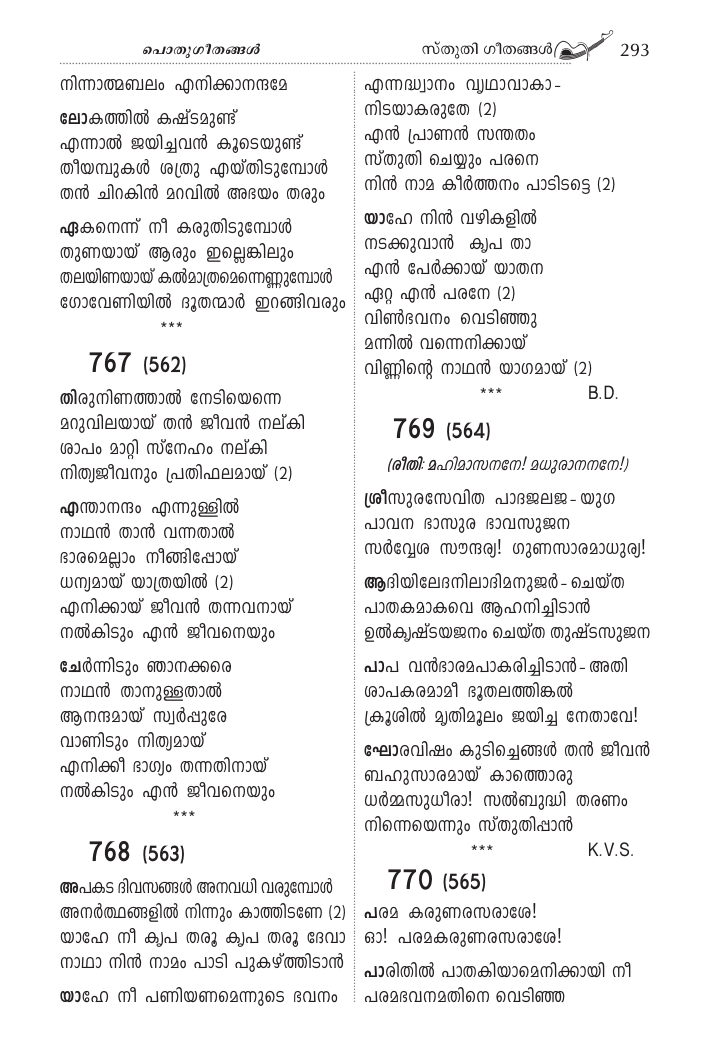 പൊതുഗീതങ്ങൾ
സ്തുതി ഗീതങ്ങൾ 293
നിന്നാത്മബലം എനിക്കാനന്ദമേ
ലോകത്തിൽ കഷ്ടമുണ്ട്
എന്നാൽ ജയിച്ചവൻ കൂടെയുണ്ട്
തീയമ്പുകൾ ശത്രു എയ്തിടുമ്പോൾ
തൻ ചിറകിൻ മറവിൽ അഭയം തരും
ഏകനെന്ന് നീ കരുതിടുമ്പോൾ
തുണയായ് ആരും ഇല്ലെങ്കിലും
തലയിണയായ് കൽമാത്രമെന്നെണ്ണുമ്പോൾ
ഗോവേണിയിൽ ദൂതന്മാർ ഇറങ്ങിവരും
***
767 (562)
തിരുനിണത്താൽ നേടിയെന്നെ
മറുവിലയായ് തൻ ജീവൻ നല്കി
ശാപം മാറ്റി സ്നേഹം നല്കി
നിത്യജീവനും പ്രതിഫലമായ് (2)
എന്താനന്ദം എന്നുള്ളിൽ
നാഥൻ താൻ വന്നതാൽ
ഭാരമെല്ലാം നീങ്ങിപ്പോയ്
ധന്യമായ് യാത്രയിൽ (2)
എനിക്കായ് ജീവൻ തന്നവനായ്
നൽകിടും എൻ ജീവനെയും
ചേർന്നിടും ഞാനക്കരെ
നാഥൻ താനുള്ളതാൽ
ആനന്ദമായ് സ്വർപ്പുരേ
വാണിടും നിത്യമായ്
എനിക്കീ ഭാഗ്യം തന്നതിനായ്
നൽകിടും എൻ ജീവനെയും
***
768 (563)
അപകട ദിവസങ്ങൾ അനവധി വരുമ്പോൾ
അനർത്ഥങ്ങളിൽ നിന്നും കാത്തിടണേ (2)
യാഹേ നീ കൃപ തരൂ കൃപ തരൂ ദേവാ
നാഥാ നിൻ നാമം പാടി പുകഴ്ത്തിടാൻ
യാഹേ നീ പണിയണമെന്നുടെ ഭവനം
എന്നദ്ധ്വാനം വൃഥാവാകാ-
നിടയാകരുതേ (2)
എൻ പ്രാണൻ സന്തതം
സ്തുതി ചെയ്യും പരനെ
നിൻ നാമ കീർത്തനം പാടിടട്ടെ (2)
യാഹേ നിൻ വഴികളിൽ
നടക്കുവാൻ കൃപ താ
എൻ പേർക്കായ് യാതന
ഏറ്റ എൻ പരനേ (2)
വിൺഭവനം വെടിഞ്ഞു
മന്നിൽ വന്നെനിക്കായ്
വിണ്ണിന്റെ നാഥൻ യാഗമായ് (2)
*** B.D.
769 (564)
(രീതി: മഹിമാസനനേ! മധുരാനനനേ!)
ശ്രീസുരസേവിത പാദജലജ-യുഗ
പാവന ഭാസുര ഭാവസുജന
സർവ്വേശ സൗന്ദര്യ! ഗുണസാരമാധുര്യ!
ആദിയിലേദനിലാദിമനുജർ-ചെയ്ത
പാതകമാകവെ ആഹനിച്ചിടാൻ
ഉൽകൃഷ്ടയജനം ചെയ്ത തുഷ്ടസുജന
പാപ വൻഭാരമപാകരിച്ചിടാൻ-അതി
ശാപകരമാമീ ഭൂതലത്തിങ്കൽ
ക്രൂശിൽ മൃതിമൂലം ജയിച്ച നേതാവേ!
ഘോരവിഷം കുടിച്ചെങ്ങൾ തൻ ജീവൻ
ബഹുസാരമായ് കാത്തൊരു
ധർമ്മസുധീരാ! സൽബുദ്ധി തരണം
നിന്നെയെന്നും സ്തുതിപ്പാൻ
*** K.V.S.
770 (565)
പരമ കരുണരസരാശേ!
ഓ! പരമകരുണരസരാശേ!
പാരിതിൽ പാതകിയാമെനിക്കായി നീ
പരമഭവനമതിനെ വെടിഞ്ഞ